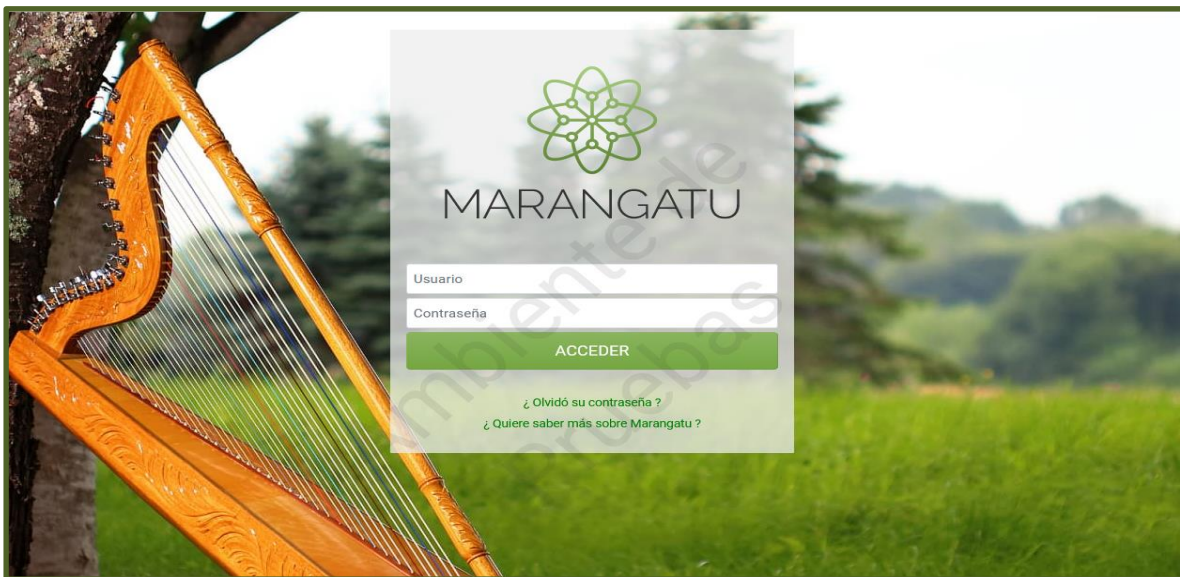 MARANGATU
Usuario
Contraseña
ACCEDER
¿ Olvidó su contraseña ?
¿ Quiere saber más sobre Marangatu ?
Ambiente de
Pruebas